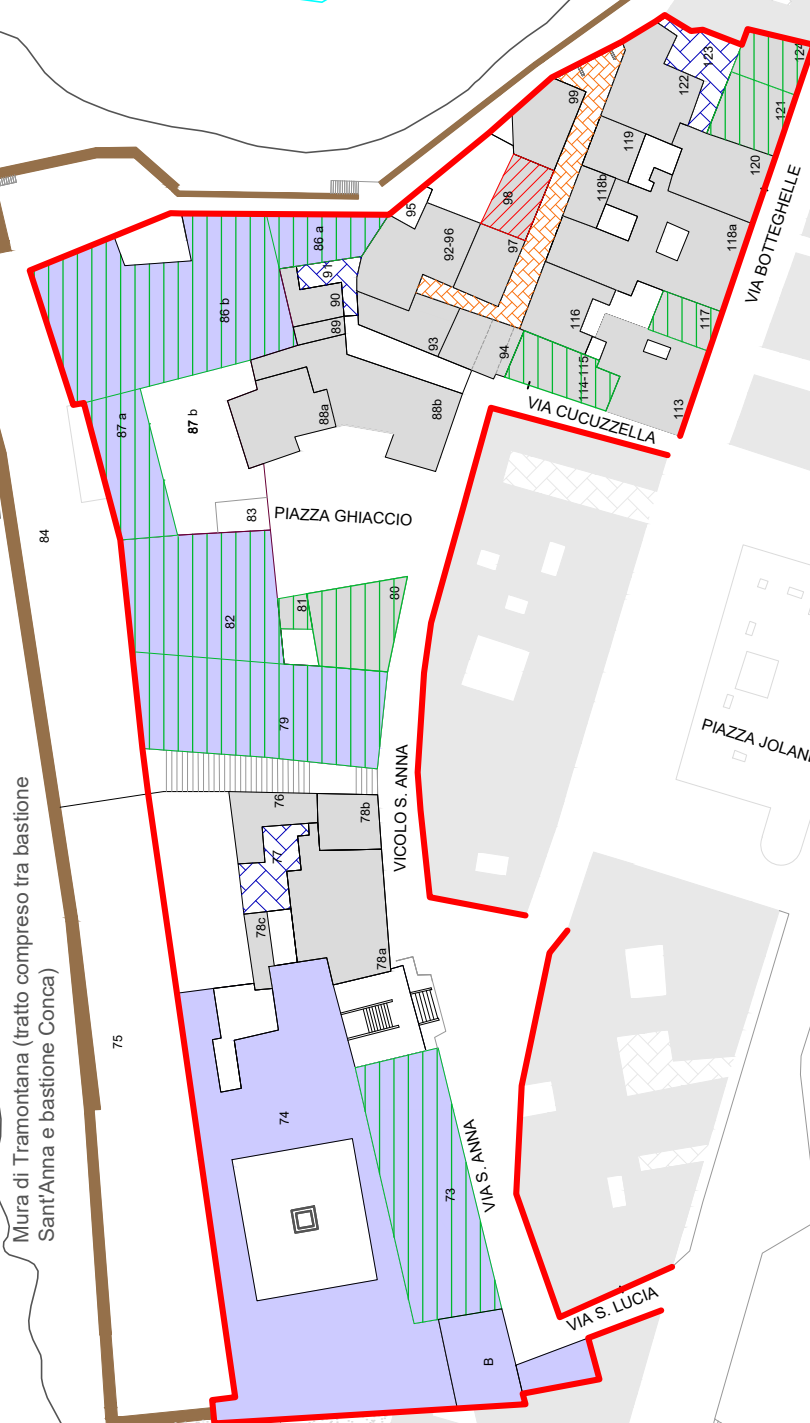 123
124
122
121
99
119
120
118b
98
118a
95
97
92-96
86 a
91
90
86 b
89
93
94
116
117
114-115
113
VIA BOTTEGHELLE
VIA CUCUZZELLA
87 a
87 b
88a
88b
83
PIAZZA GHIACCIO
84
82
81
80
79
PIAZZA JOLAN
VICOLO S. ANNA
76
78b
77
78c
78a
75
74
73
VIA S. ANNA
Mura di Tramontana (tratto compreso tra bastione
Sant'Anna e bastione Conca)
VIA S. LUCIA
B